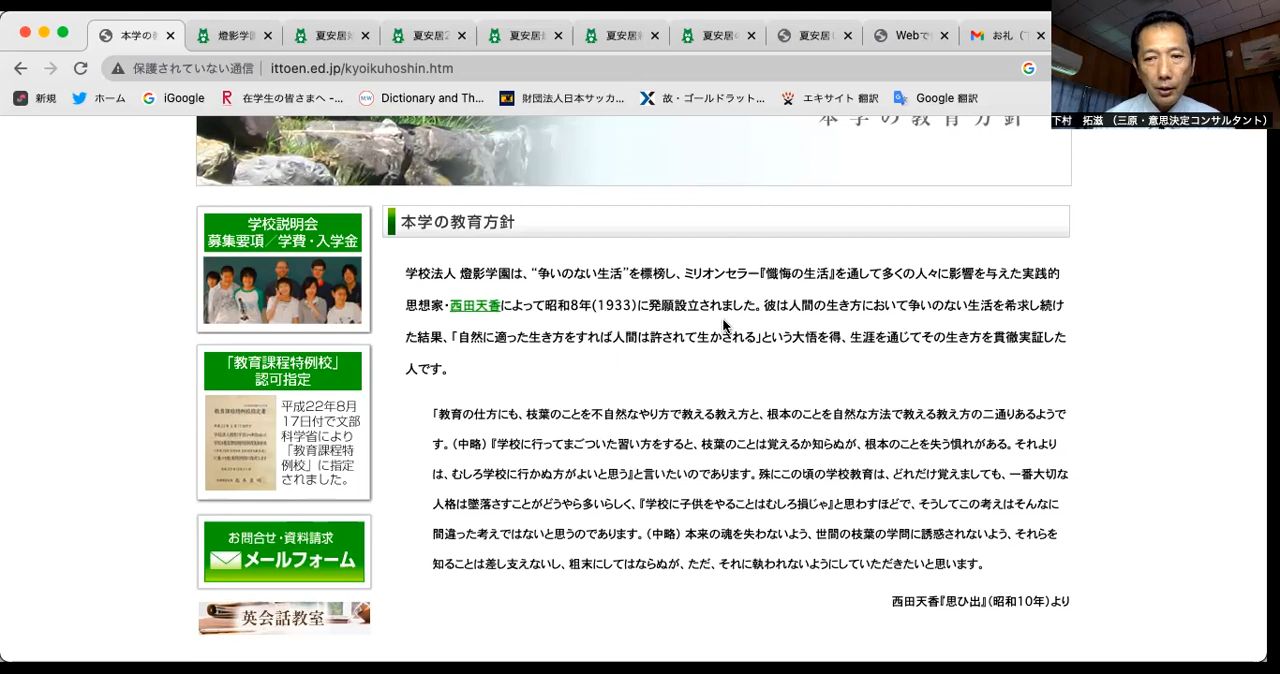 本学の
燈影学園
夏安居
夏安居2
夏安居
夏安居
夏安居
夏安居
Webで
お礼（
保護されていない通信 ittoen.ed.jp/kyoikuhoshin.htm
新規 ホーム iGoogle 在学生の皆さまへ -... Dictionary and Th... 財団法人日本サッカ... 故・ゴールドラット... エキサイト 翻訳 Google 翻訳
下村 拓滋 （三原・意思決定コンサルタント）
本学の教育方針
学校説明会
募集要項／学費・入学金
「教育課程特例校」
認可指定
平成22年8月
17日付で文部
科学省により
「教育課程特
例校」に指定
されました。
お問合せ・資料請求
メールフォーム
英会話教室
本学の教育方針
学校法人 燈影学園は、“争いのない生活”を標榜し、ミリオンセラー『懺悔の生活』を通して多くの人々に影響を与えた実践的
思想家・西田天香によって昭和8年(1933)に発願設立されました。彼は人間の生き方において争いのない生活を希求し続け
た結果、「自然に適った生き方をすれば人間は許されて生かされる」という大悟を得、生涯を通じてその生き方を貫徹実証した
人です。
「教育の仕方にも、枝葉のことを不自然なやり方で教える教え方と、根本のことを自然な方法で教える教え方の二通りあるようで
す。（中略）『学校に行ってまごついた習い方をすると、枝葉のことは覚えるか知らぬが、根本のことを失う惧れがある。それより
は、むしろ学校に行かぬ方がよいと思う』と言いたいのであります。殊にこの頃の学校教育は、どれだけ覚えましても、一番大切な
人格は墜落さすことがどうやら多いらしく、『学校に子供をやることはむしろ損じゃ』と思わすほどで、そうしてこの考えはそんなに
間違った考えではないと思うのであります。（中略） 本来の魂を失わないよう、世間の枝葉の学問に誘惑されないよう、それらを
知ることは差し支えないし、粗末にしてはならぬが、ただ、それに執われないようにしていただきたいと思います。
西田天香『思ひ出』（昭和10年）より